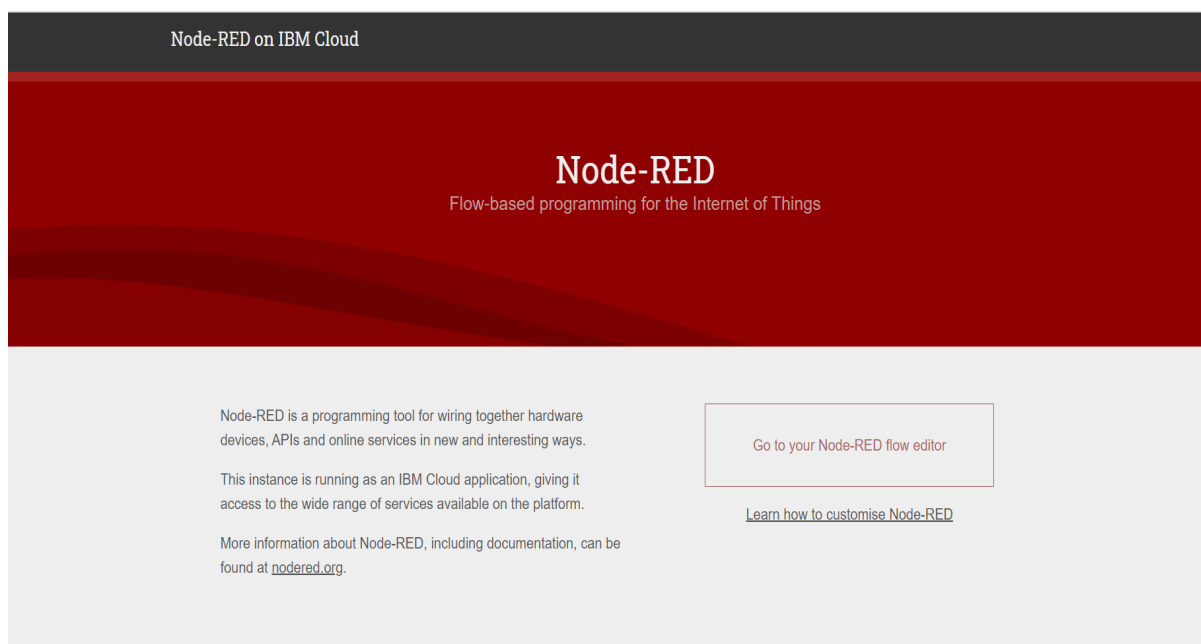 Node-RED on IBM Cloud
Node-RED
Flow-based programming for the Internet of Things
Node-RED is a programming tool for wiring together hardware
devices, APIs and online services in new and interesting ways.
This instance is running as an IBM Cloud application, giving it
access to the wide range of services available on the platform.
More information about Node-RED, including documentation, can be
found at nodered.org.
Go to your Node-RED flow editor
Learn how to customise Node-RED